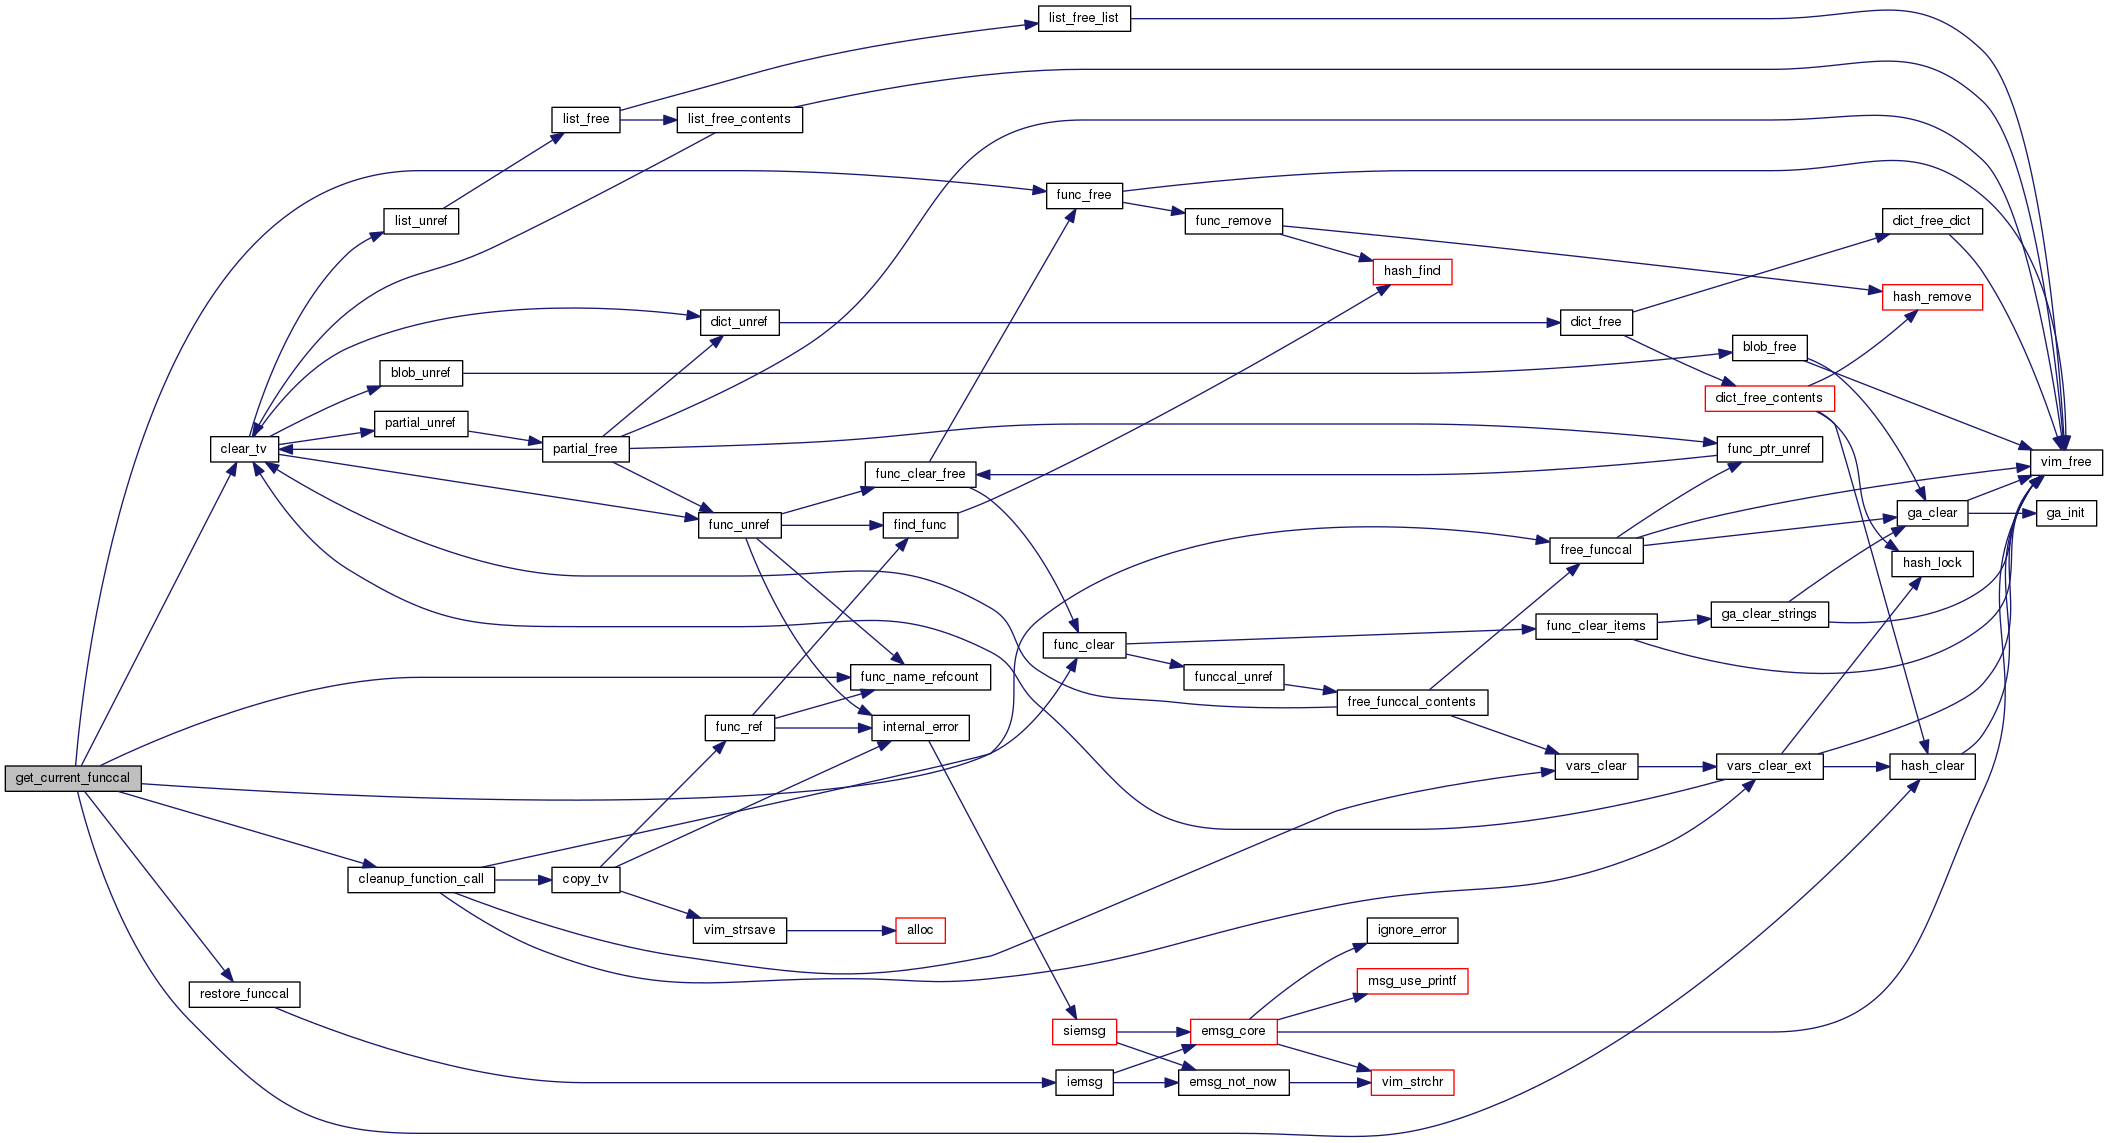 list_free_list
list_free
list_free_contents
func_free
list_unref
func_remove
dict_free_dict
hash_find
hash_remove
dict_unref
dict_free
blob_free
blob_unref
dict_free_contents
partial_unref
clear_tv
partial_free
func_ptr_unref
vim_free
func_clear_free
func_unref
find_func
ga_clear
ga_init
free_funccal
hash_lock
ga_clear_strings
func_clear_items
func_clear
func_name_refcount
funccal_unref
free_funccal_contents
func_ref
internal_error
get_current_funccal
vars_clear
vars_clear_ext
hash_clear
cleanup_function_call
copy_tv
vim_strsave
alloc
ignore_error
msg_use_printf
restore_funccal
siemsg
emsg_core
iemsg
emsg_not_now
vim_strchr